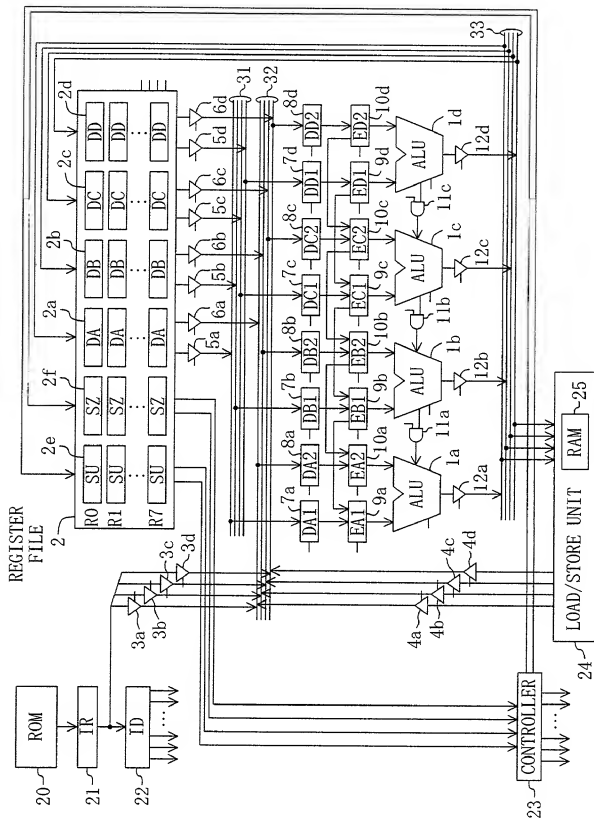 REGISTER
FILE
2
2e
2f
2a
2b
2c
2d
R0
SU
SZ
DA
DB
DC
DD
R1
SU
SZ
DA
DB
DC
DD
R7
SU
SZ
DA
DB
DC
DD
5a
6a
5b
6b
5c
6c
5d
6d
31
32
33
20
ROM
21
IR
22
ID
3a
3b
3c
3d
7a
8a
7b
8b
7c
8c
7d
8d
DA1
DA2
DB1
DB2
DC1
DC2
DD1
DD2
EA1
EA2
EB1
EB2
EC1
EC2
ED1
ED2
9a
10a
9b
10b
9c
10c
9d
10d
ALU
ALU
ALU
ALU
1a
11a
1b
11b
1c
11c
1d
12a
12b
12c
12d
4a
4b
4c
4d
23
CONTROLLER
24
LOAD/STORE UNIT
RAM
25